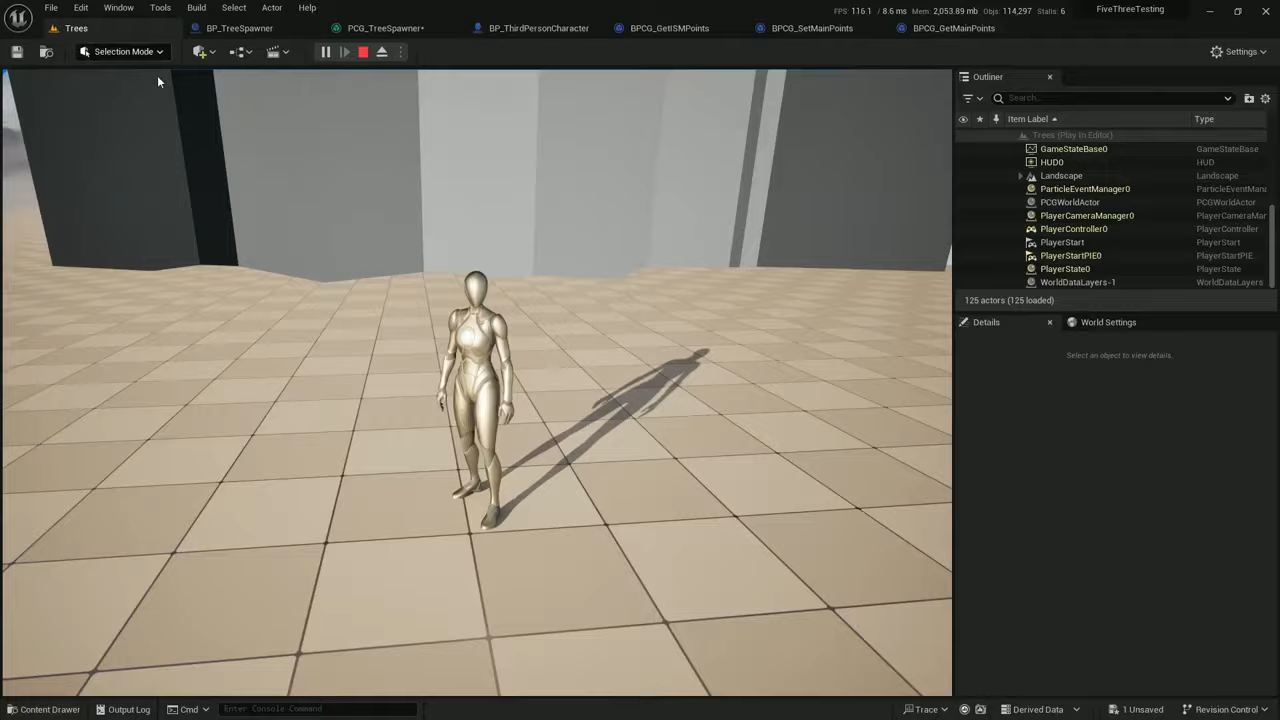 File Edit Window Tools Build Select Actor Help
FPS: 116.1 / 8.6 ms Mem: 2,053.89 mb Objs: 114,297 Stalls: 6
FiveThreeTesting
Trees
BP_TreeSpawner
PCG_TreeSpawner*
BP_ThirdPersonCharacter
BPCG_GetISMPoints
BPCG_SetMainPoints
BPCG_GetMainPoints
Selection Mode
Settings
Outliner
Search...
Item Label Type
Trees (Play In Editor)
GameStateBase0 GameStateBase
HUD0 HUD
Landscape Landscape
ParticleEventManager0 ParticleEventMana
PCGWorldActor PCGWorldActor
PlayerCameraManager0 PlayerCameraMar
PlayerController0 PlayerController
PlayerStart PlayerStart
PlayerStartPIE0 PlayerStartPIE
PlayerState0 PlayerState
WorldDataLayers-1 WorldDataLayers
125 actors (125 loaded)
Details
World Settings
Select an object to view details.
Content Drawer Output Log Cmd Enter Console Command
Trace Derived Data 1 Unsaved Revision Control